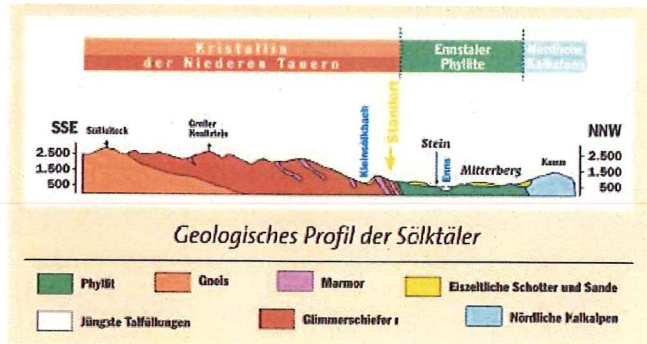 Kristallin
der Niederen Tauern
Ennstaler
Phyllite
Nördliche
Kalkalpen
SSE
NNW
Großer
Kleinsölkbach
Standort
Stein
Enns
Mitterberg
Kamm
2.500
1.500
500
2.500
1.500
500
Geologisches Profil der Sölktäler
Phyllit
Gneis
Marmor
Eiszeitliche Schotter und Sande
Jüngste Talfüllungen
Glimmerschiefer
Nördliche Kalkalpen